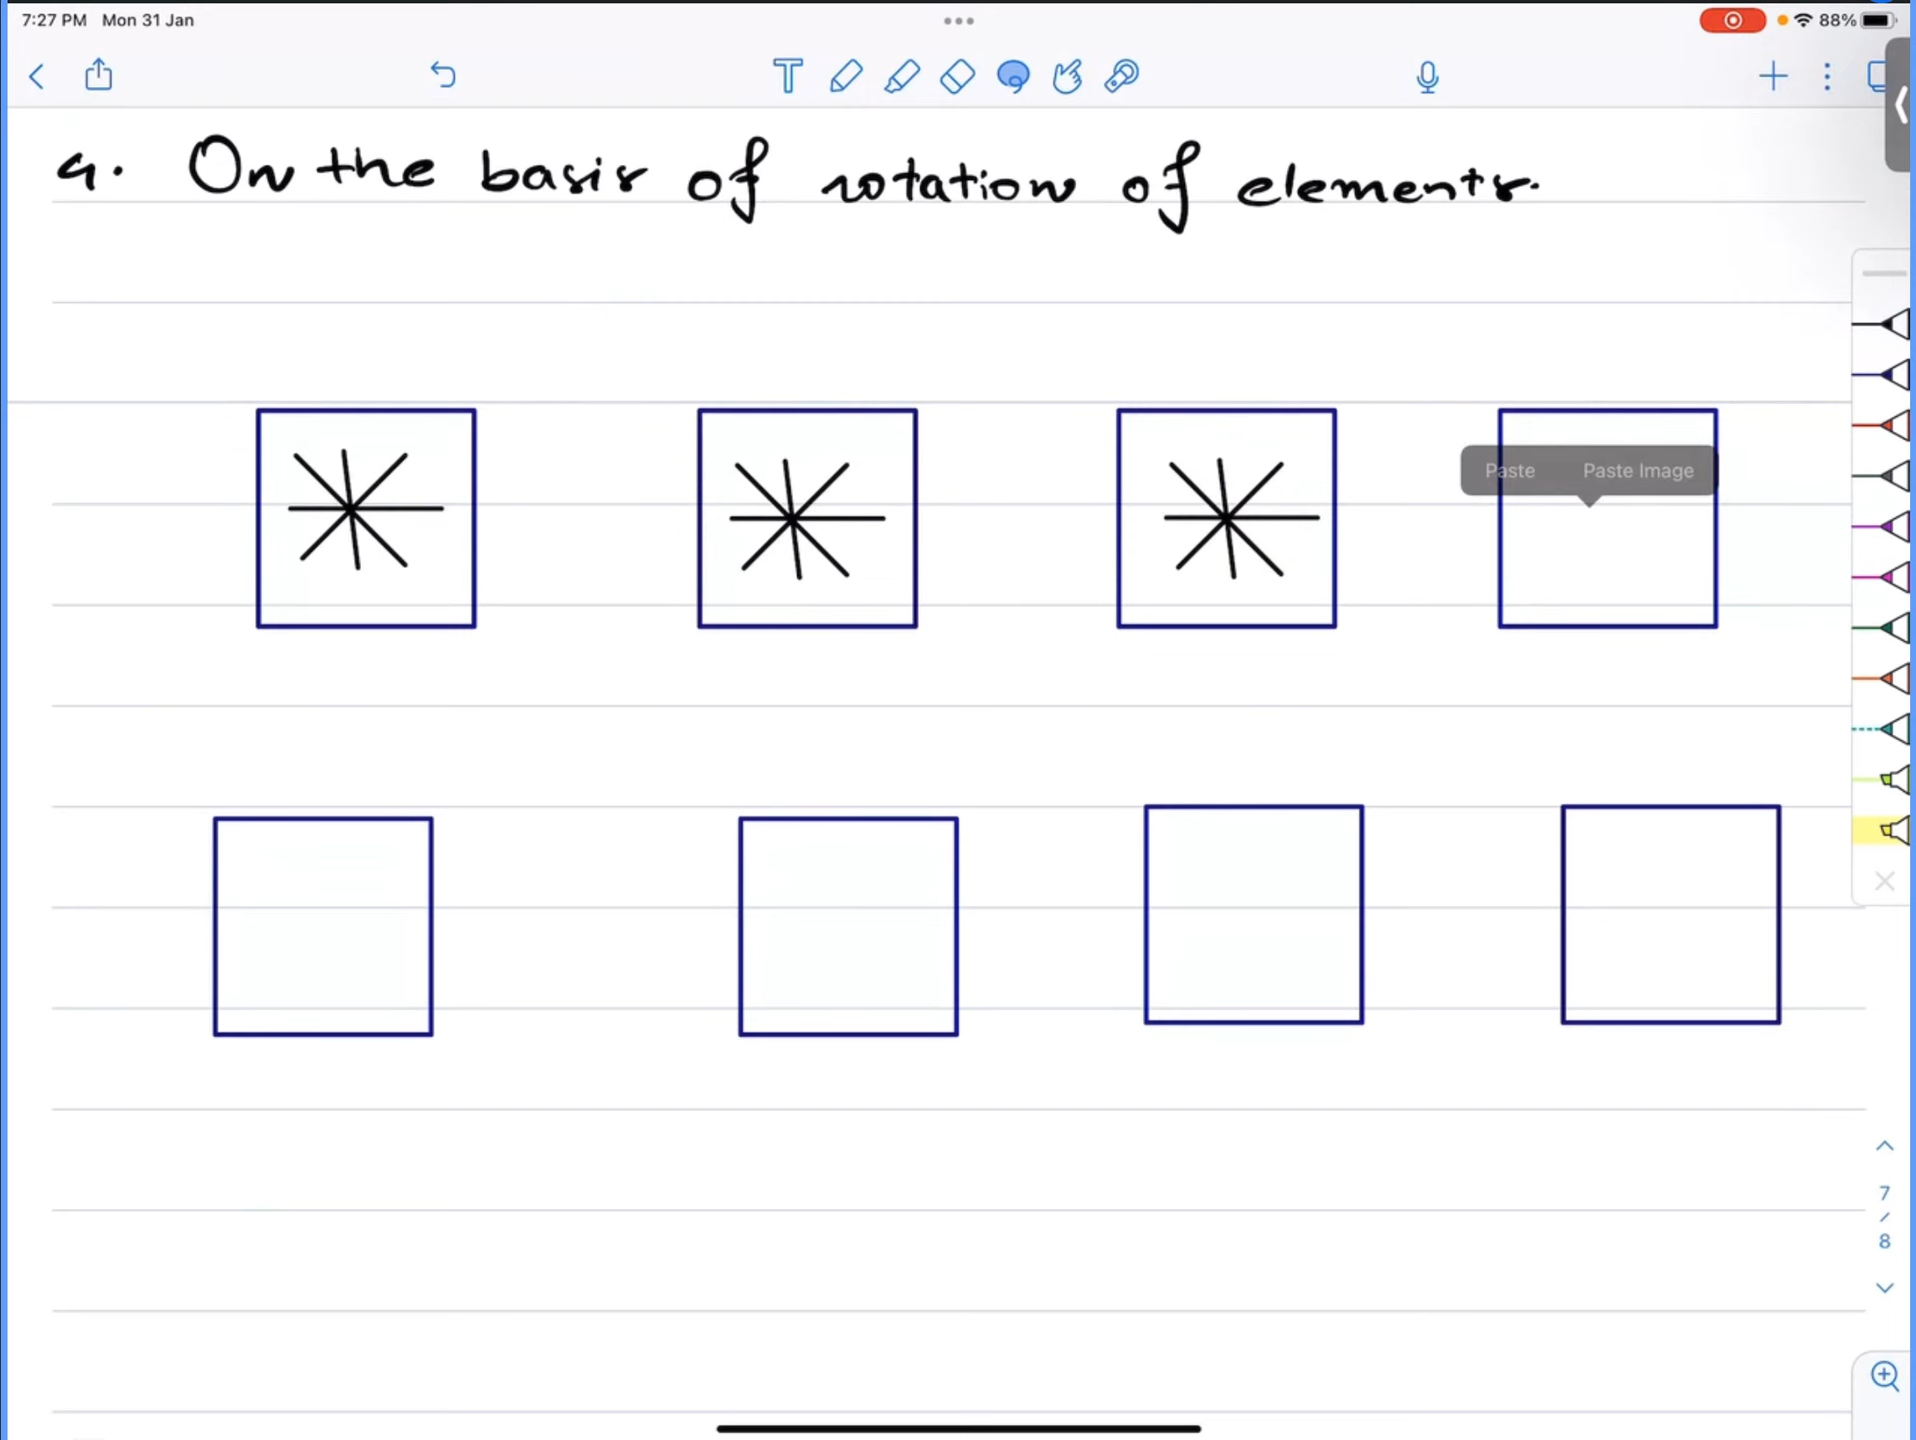 7:27 PM Mon 31 Jan
88%
4. On the basis of rotation of elements.
Paste Paste Image
7
/
8